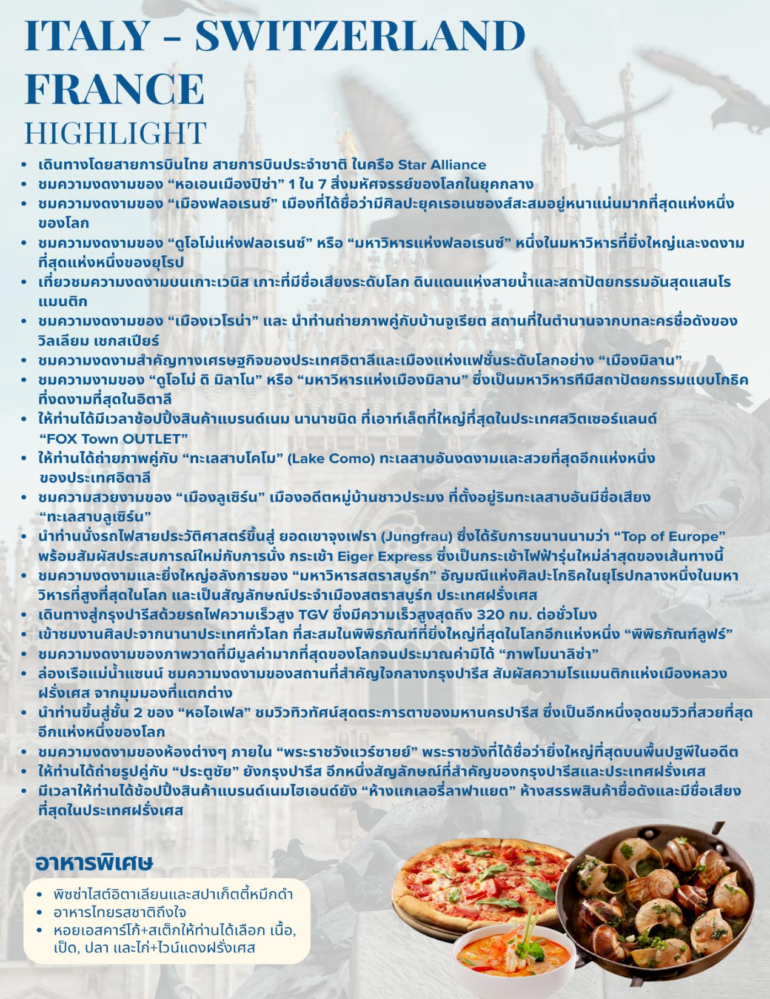 ITALY - SWITZERLAND
FRANCE
HIGHLIGHT
• เดินทางโดยสายการบินไทย สายการบินประจำชาติ ในครือ Star Alliance
• ชมความงดงามของ “หอเอนเมืองปิซ่า” 1 ใน 7 สิ่งมหัศจรรย์ของโลกในยุคกลาง
• ชมความงดงามของ “เมืองฟลอเรนซ์” เมืองที่ได้ชื่อว่ามีศิลปะยุคเรอเนซองส์สะสมอยู่หนาแน่นมากที่สุดแห่งหนึ่ง
ของโลก
• ชมความงดงามของ “ดูโอโม่แห่งฟลอเรนซ์” หรือ “มหาวิหารแห่งฟลอเรนซ์” หนึ่งในมหาวิหารที่ยิ่งใหญ่และงดงาม
ที่สุดแห่งหนึ่งของยุโรป
• เที่ยวชมความงดงามบนเกาะเวนิส เกาะที่มีชื่อเสียงระดับโลก ดินแดนแห่งสายน้ำและสถาปัตยกรรมอันสุดแสนโร
แมนติก
• ชมความงดงามของ “เมืองเวโรน่า” และ นำท่านถ่ายภาพคู่กับบ้านจูเรียต สถานที่ในตำนานจากบทละครชื่อดังของ
วิลเลียม เชกสเปียร์
• ชมความงดงามสำคัญทางเศรษฐกิจของประเทศอิตาลีและเมืองแห่งแฟชั่นระดับโลกอย่าง “เมืองมิลาน”
• ชมความงามของ “ดูโอโม่ ดิ มิลาโน” หรือ “มหาวิหารแห่งเมืองมิลาน” ซึ่งเป็นมหาวิหารทีมีสถาปัตยกรรมแบบโกธิค
ที่งดงามที่สุดในอิตาลี
• ให้ท่านได้มีเวลาช้อปปิ้งสินค้าแบรนด์เนม นานาชนิด ที่เอาท์เล็ตที่ใหญ่ที่สุดในประเทศสวิตเซอร์แลนด์
“FOX Town OUTLET”
• ให้ท่านได้ถ่ายภาพคู่กับ “ทะเลสาบโคโม” (Lake Como) ทะเลสาบอันงดงามและสวยที่สุดอีกแห่งหนึ่ง
ของประเทศอิตาลี
• ชมความสวยงามของ “เมืองลูเซิร์น” เมืองอดีตหมู่บ้านชาวประมง ที่ตั้งอยู่ริมทะเลสาบอันมีชื่อเสียง
“ทะเลสาบลูเซิร์น”
• นำท่านนั่งรถไฟสายประวัติศาสตร์ขึ้นสู่ ยอดเขาจุงเฟรา (Jungfrau) ซึ่งได้รับการขนานนามว่า “Top of Europe”
พร้อมสัมผัสประสบการณ์ใหม่กับการนั่ง กระเช้า Eiger Express ซึ่งเป็นกระเช้าไฟฟ้ารุ่นใหม่ล่าสุดของเส้นทางนี้
• ชมความงดงามและยิ่งใหญ่อลังการของ “มหาวิหารสตราสบูร์ก” อัญมณีแห่งศิลปะโกธิคในยุโรปกลางหนึ่งในมหา
วิหารที่สูงที่สุดในโลก และเป็นสัญลักษณ์ประจำเมืองสตราสบูร์ก ประเทศฝรั่งเศส
• เดินทางสู่กรุงปารีสด้วยรถไฟความเร็วสูง TGV ซึ่งมีความเร็วสูงสุดถึง 320 กม. ต่อชั่วโมง
• เข้าชมงานศิลปะจากนานาประเทศทั่วโลก ที่สะสมในพิพิธภัณฑ์ที่ยิ่งใหญ่ที่สุดในโลกอีกแห่งหนึ่ง “พิพิธภัณฑ์ลูฟร์”
• ชมความงดงามของภาพวาดที่มีมูลค่ามากที่สุดของโลกจนประมาณค่ามิได้ “ภาพโมนาลิซ่า”
• ล่องเรือแม่น้ำแซนน์ ชมความงดงามของสถานที่สำคัญใจกลางกรุงปารีส สัมผัสความโรแมนติกแห่งเมืองหลวง
ฝรั่งเศส จากมุมมองที่แตกต่าง
• นำท่านขึ้นสู่ชั้น 2 ของ “หอไอเฟล” ชมวิวทิวทัศน์สุดตระการตาของมหานครปารีส ซึ่งเป็นอีกหนึ่งจุดชมวิวที่สวยที่สุด
อีกแห่งหนึ่งของโลก
• ชมความงดงามของห้องต่างๆ ภายใน “พระราชวังแวร์ซายย์” พระราชวังที่ได้ชื่อว่ายิ่งใหญ่ที่สุดบนพื้นปฐพีในอดีต
• ให้ท่านได้ถ่ายรูปคู่กับ “ประตูชัย” ยังกรุงปารีส อีกหนึ่งสัญลักษณ์ที่สำคัญของกรุงปารีสและประเทศฝรั่งเศส
• มีเวลาให้ท่านได้ช้อปปิ้งสินค้าแบรนด์เนมไฮเอนด์ยัง “ห้างแกเลอรี่ลาฟาแยต” ห้างสรรพสินค้าชื่อดังและมีชื่อเสียง
ที่สุดในประเทศฝรั่งเศส
อาหารพิเศษ
• พิซซ่าไสต์อิตาเลียนและสปาเก็ตตี้หมึกดำ
• อาหารไทยรสชาติถึงใจ
• หอยเอสคาร์โก้+สเต็กให้ท่านได้เลือก เนื้อ,
เป็ด, ปลา และไก่+ไวน์แดงฝรั่งเศส